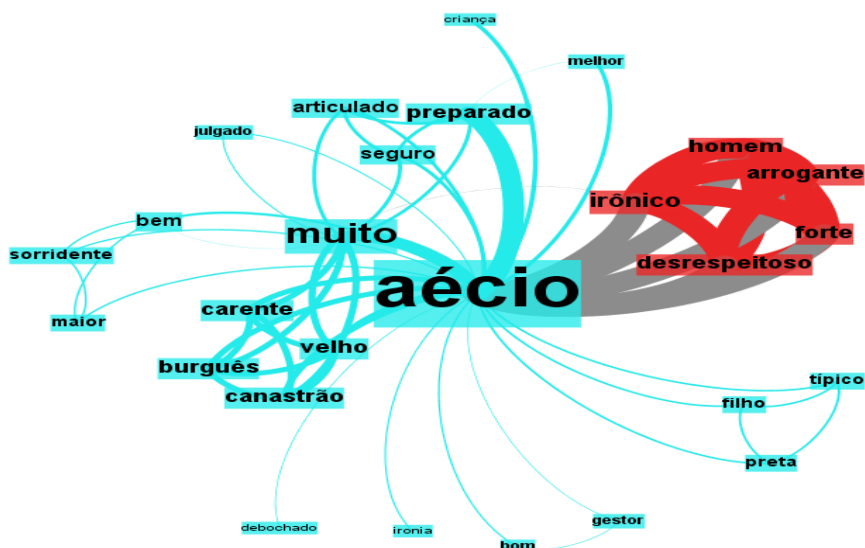 criança
melhor
articulado
preparado
julgado
seguro
homem
arrogante
irônico
bem
muito
forte
sorridente
desrespeitoso
aécio
carente
maior
velho
burguês
típico
canastrão
filho
preta
debochado
ironia
gestor
bom